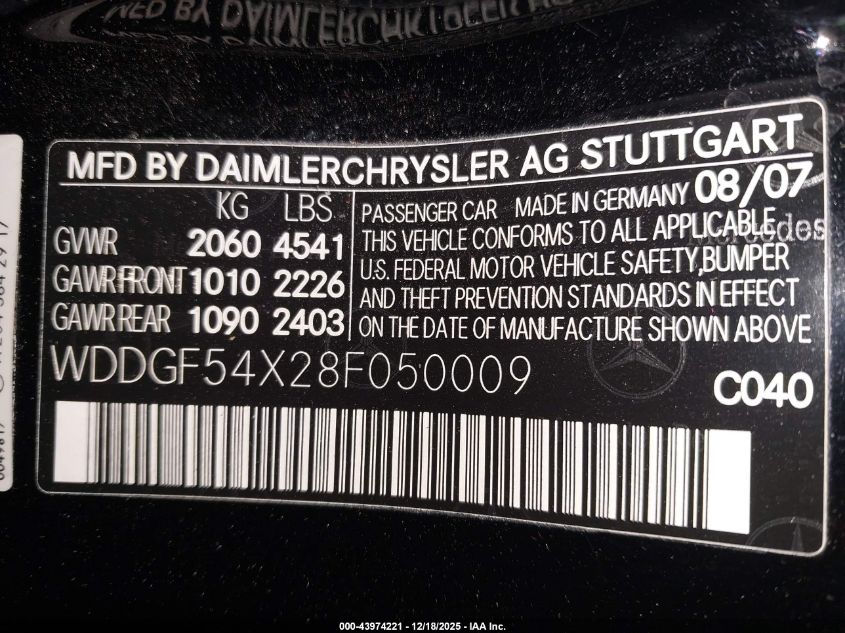 MFD BY DAIMLERCHRYSLER AG STUTTGART
KG LBS
GVWR 2060 4541
GAWR FRONT 1010 2226
GAWR REAR 1090 2403
PASSENGER CAR MADE IN GERMANY 08/07
THIS VEHICLE CONFORMS TO ALL APPLICABLE
U.S. FEDERAL MOTOR VEHICLE SAFETY, BUMPER
AND THEFT PREVENTION STANDARDS IN EFFECT
ON THE DATE OF MANUFACTURE SHOWN ABOVE
Mercedes
WDDGF54X28F050009
C040
000-43974221 - 12/18/2025 - IAA Inc.